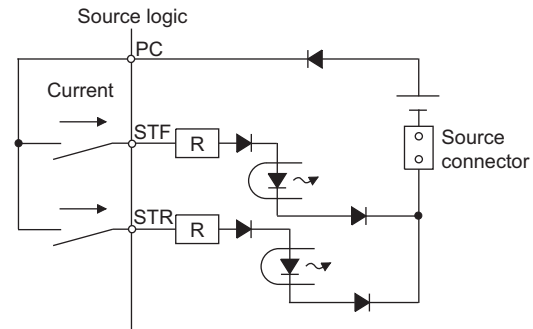 Source logic
PC
Current
STF
R
Source
connector
STR
R